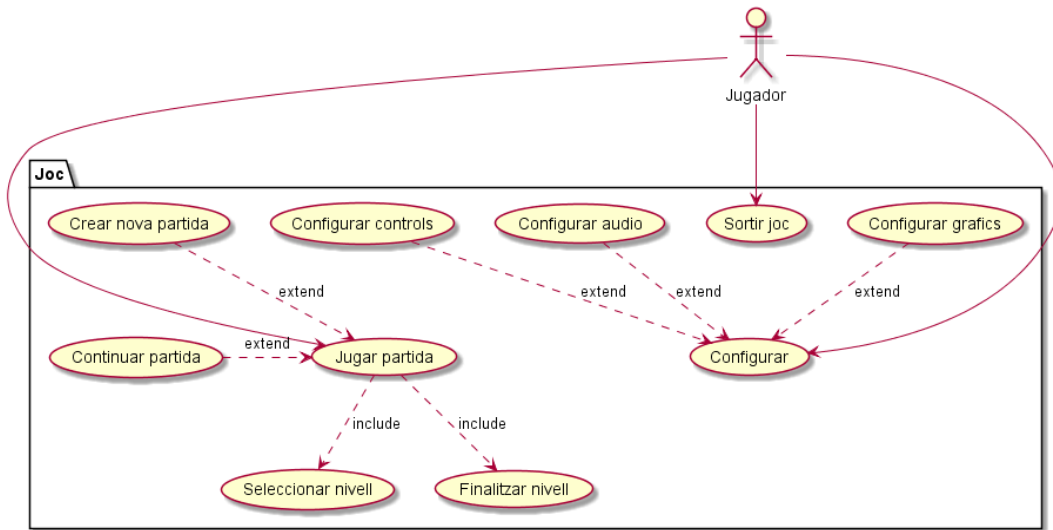 Jugador
Joc
Crear nova partida
Configurar controls
Configurar audio
Sortir joc
Configurar grafics
extend
extend
extend
extend
extend
Continuar partida
Jugar partida
Configurar
include
include
Seleccionar nivell
Finalitzar nivell